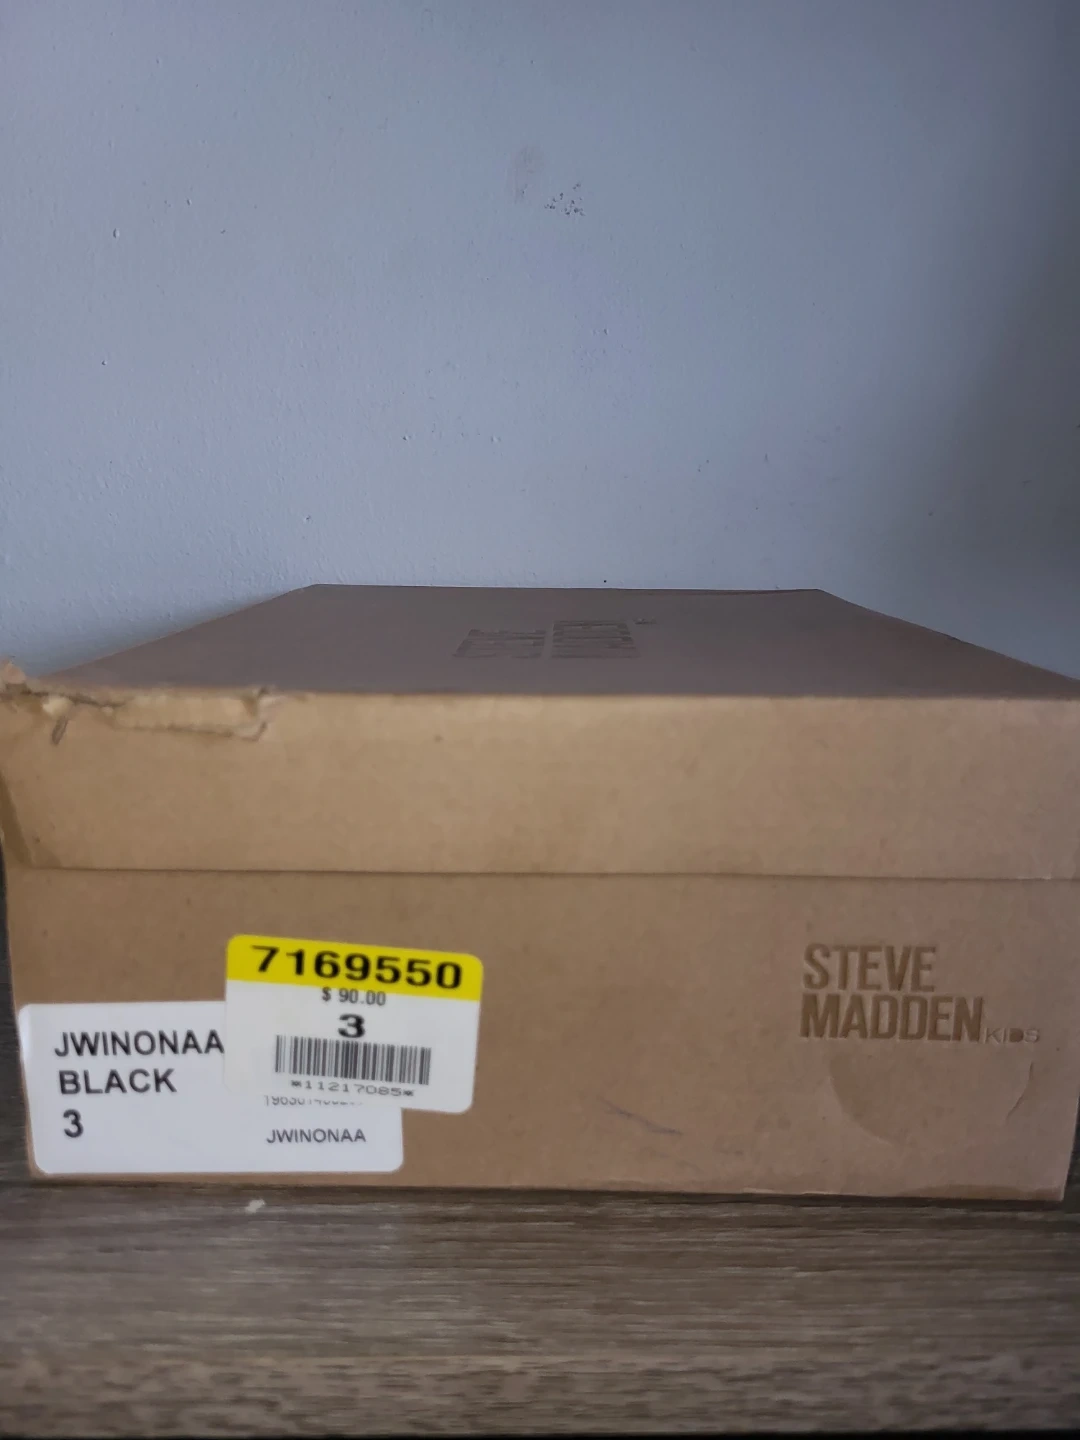 7169550
$ 90.00
3
*11217085*
JWINONAA
BLACK
3
JWINONAA
STEVE
MADDEN KIDS